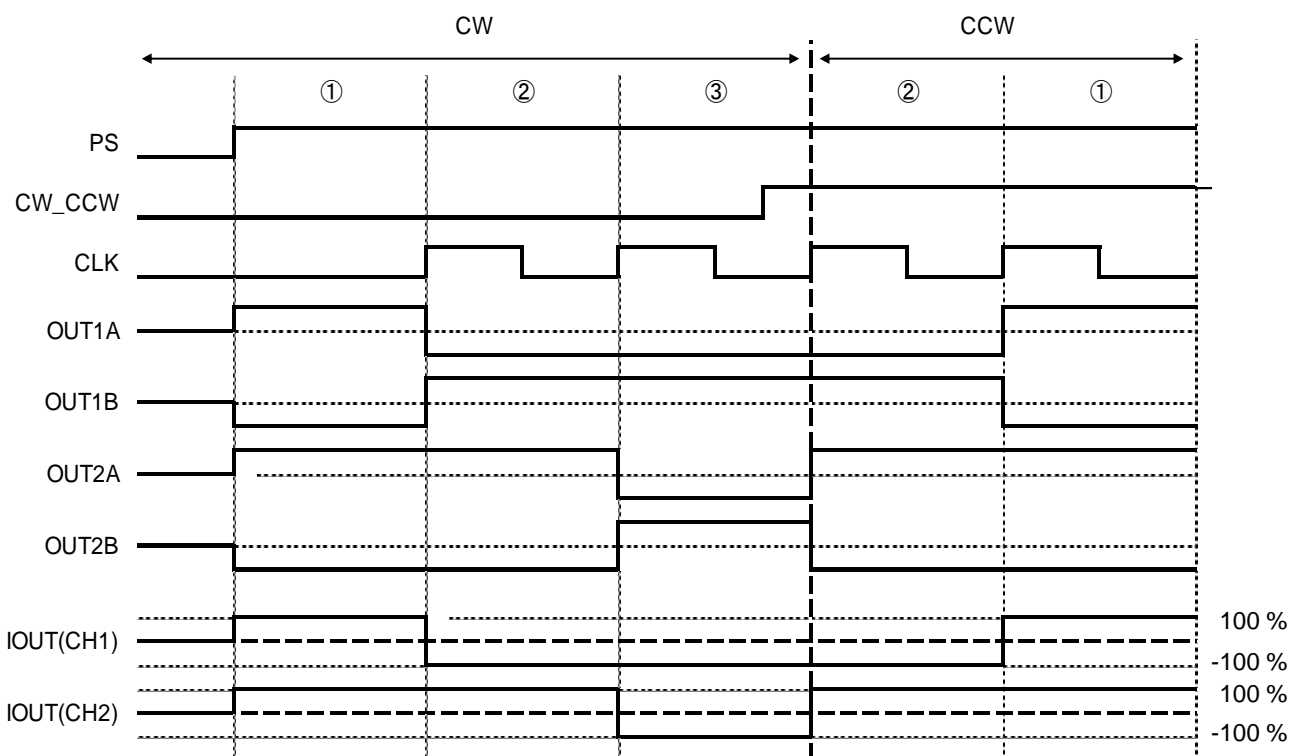 CW CCW
① ② ③ ② ①
PS
CW_CCW
CLK
OUT1A
OUT1B
OUT2A
OUT2B
IOUT(CH1)
100 %
-100 %
IOUT(CH2)
100 %
-100 %